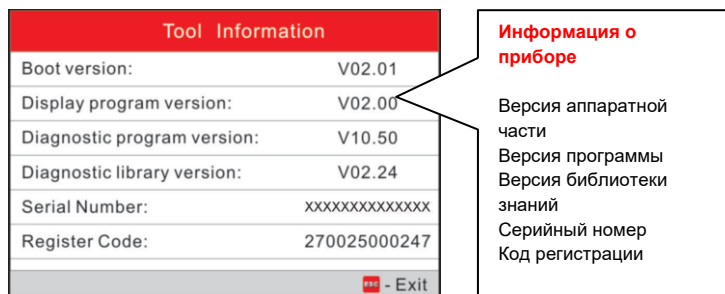 Tool Information
Boot version: V02.01
Display program version: V02.00
Diagnostic program version: V10.50
Diagnostic library version: V02.24
Serial Number: XXXXXXXXXXXXXX
Register Code: 270025000247
ESC - Exit
Информация о
приборе
Версия аппаратной
части
Версия программы
Версия библиотеки
знаний
Серийный номер
Код регистрации